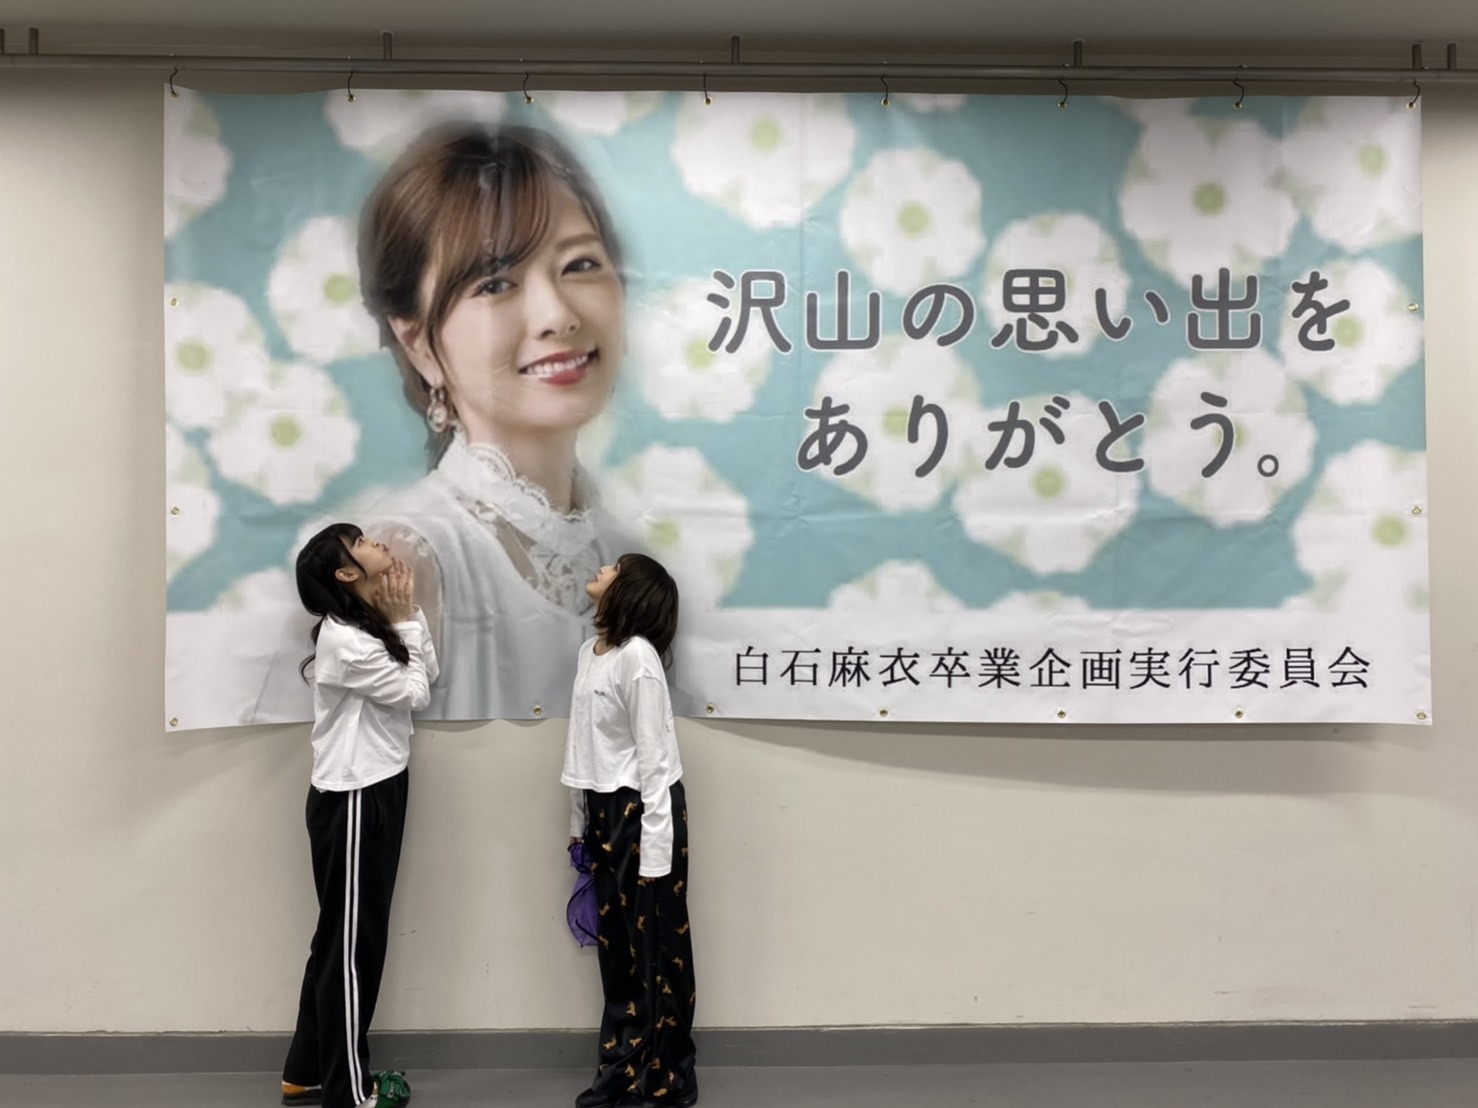 沢山の思い出を
ありがとう。
白石麻衣卒業企画実行委員会